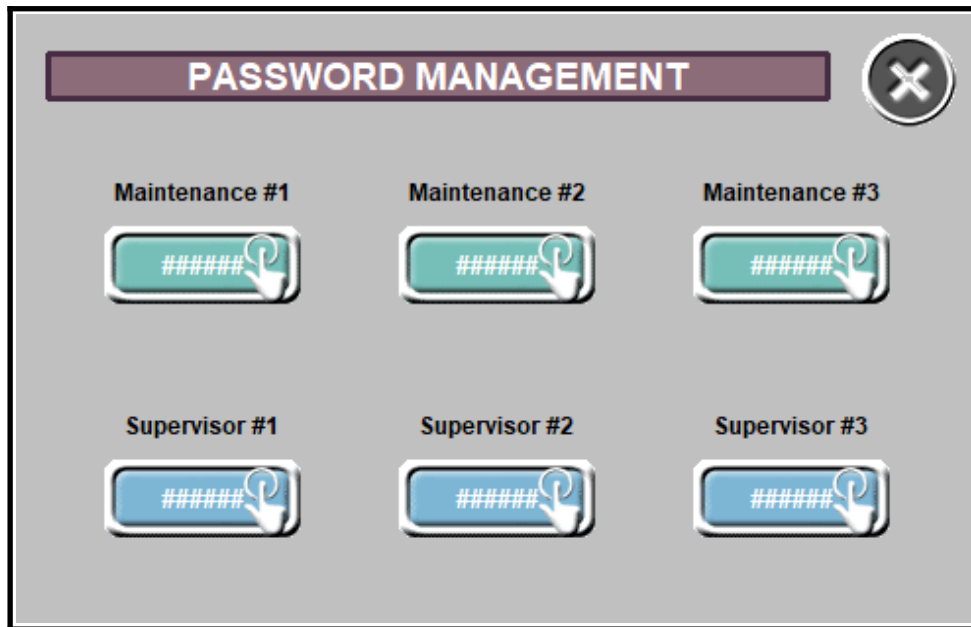 PASSWORD MANAGEMENT
Maintenance #1 Maintenance #2 Maintenance #3
###### ###### ######
Supervisor #1 Supervisor #2 Supervisor #3
###### ###### ######